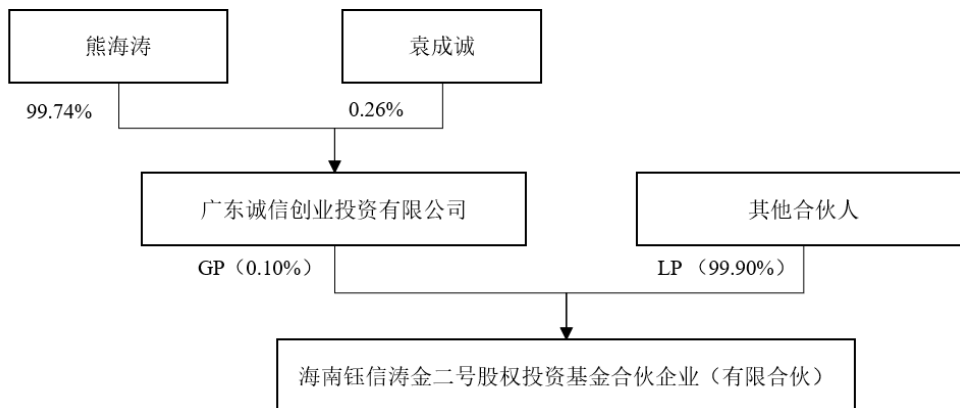 熊海涛
袁成诚
99.74%
0.26%
广东诚信创业投资有限公司
其他合伙人
GP（0.10%）
LP （99.90%）
海南钰信涛金二号股权投资基金合伙企业（有限合伙）